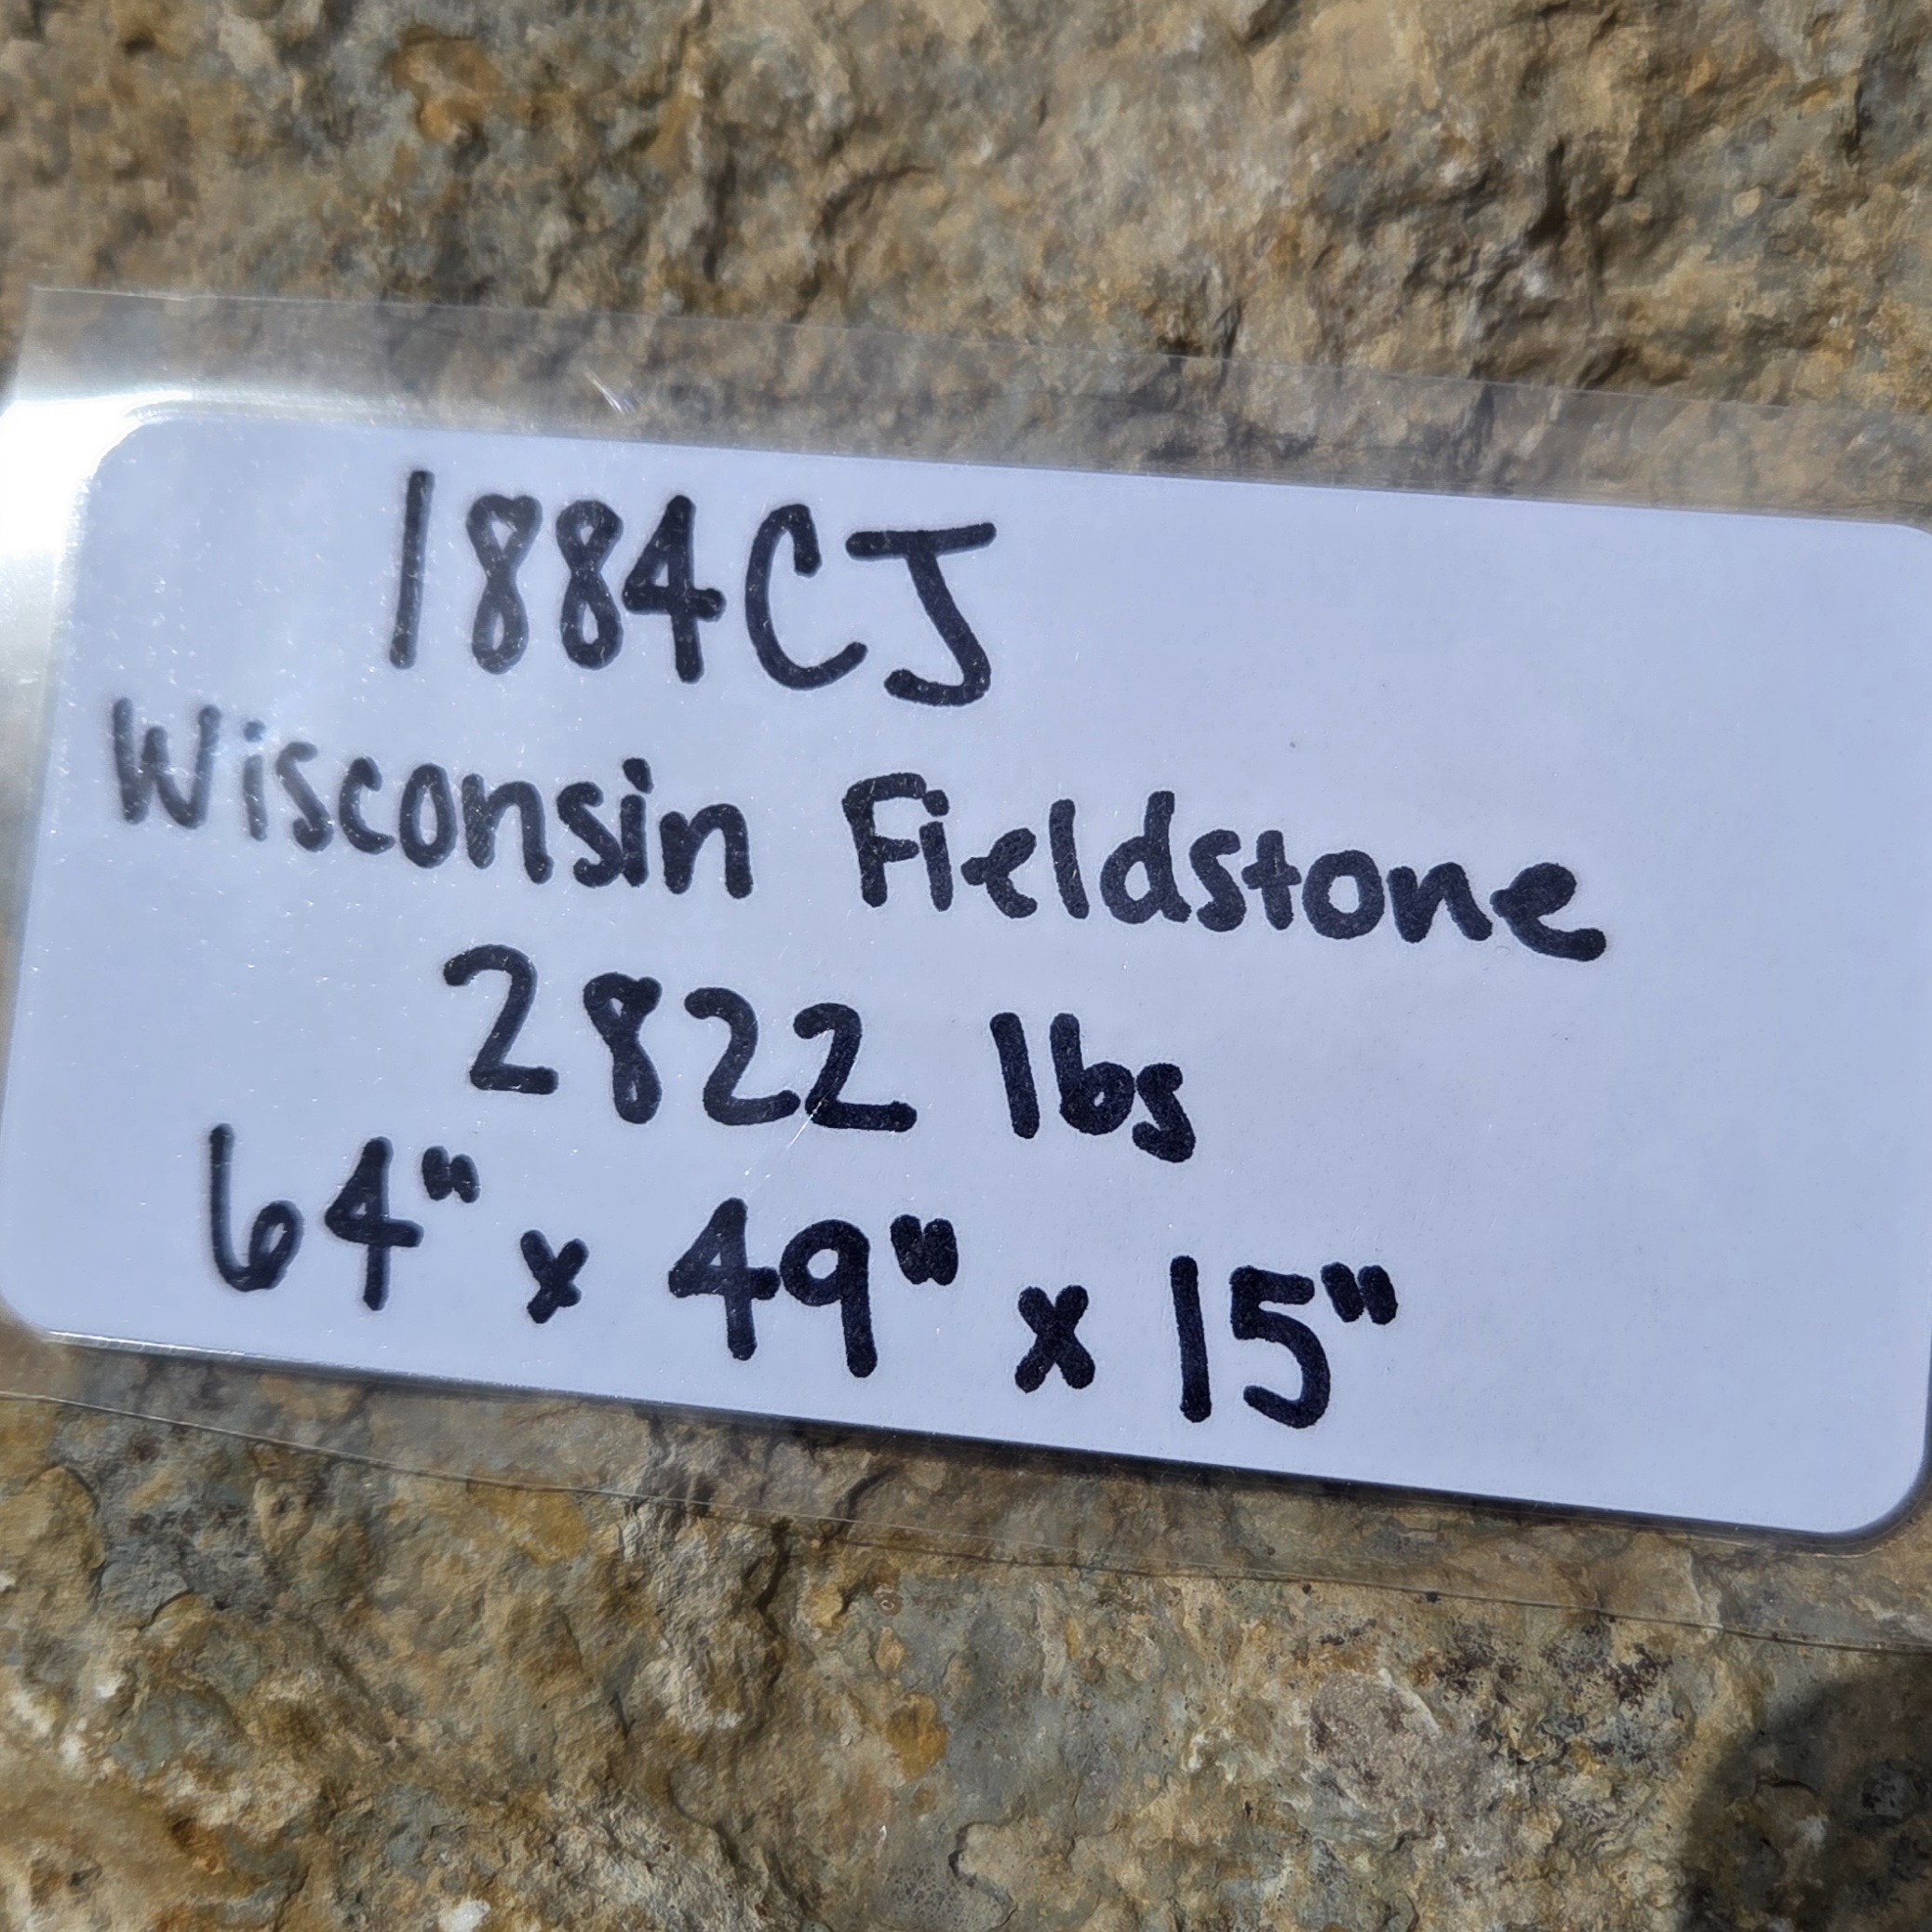 1884CJ
Wisconsin Fieldstone
2822 lbs
64" x 49" x 15"